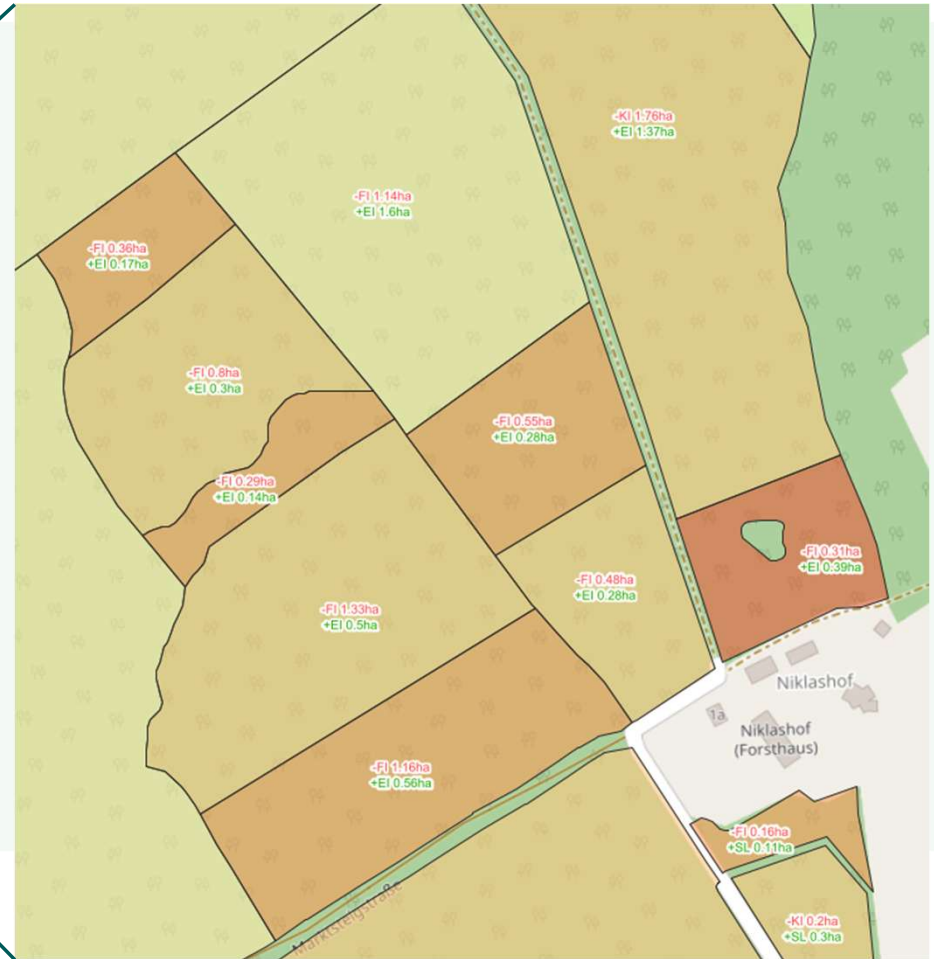 -KI 1.76ha
+EI 1.37ha
-FI 1.14ha
+EI 1.6ha
-FI 0.36ha
+EI 0.17ha
-FI 0.8ha
+EI 0.3ha
-FI 0.55ha
+EI 0.28ha
-FI 0.29ha
+EI 0.14ha
-FI 0.31ha
+EI 0.39ha
-FI 0.48ha
+EI 0.28ha
-FI 1.33ha
+EI 0.5ha
Niklashof
1a
Niklashof
(Forsthaus)
-FI 1.16ha
+EI 0.56ha
-FI 0.16ha
+SL 0.11ha
Marktsteigstraße
-KI 0.2ha
+SL 0.3ha